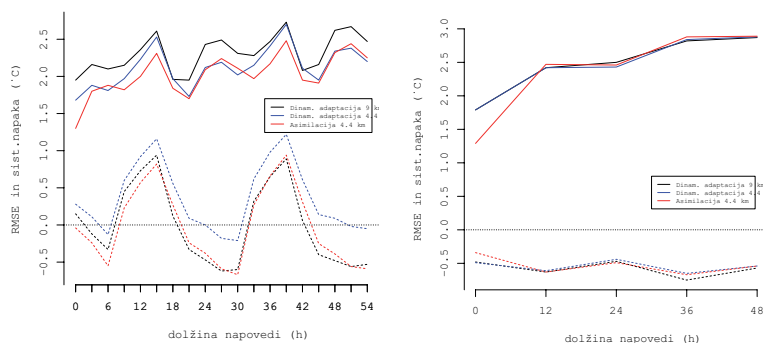 RMSE in sist.napaka (°C)
2.5
2.0
1.5
1.0
0.5
0.0
−0.5
Dinam. adaptacija 9 km
Dinam. adaptacija 4.4
Asimilacija 4.4 km
0 6 12 18 24 30 36 42 48 54
dolžina napovedi (h)
RMSE in sist.napaka (°C)
3.0
2.5
2.0
1.5
1.0
0.5
0.0
−0.5
Dinam. adaptacija 9 km
Dinam. adaptacija 4.4
Asimilacija 4.4 km
0 12 24 36 48
dolžina napovedi (h)